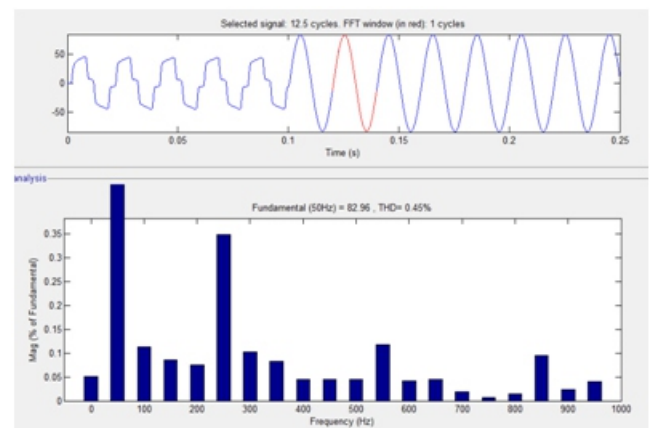 Selected signal: 12.5 cycles. FFT window (in red): 1 cycles
50
0
-50
0 0.05 0.1 0.15 0.2 0.25
Time (s)
analysis
Fundamental (50Hz) = 82.96 , THD= 0.45%
0.35
0.3
0.25
0.2
0.15
0.1
0.05
0
Mag (% of Fundamental)
0 100 200 300 400 500 600 700 800 900 1000
Frequency (Hz)